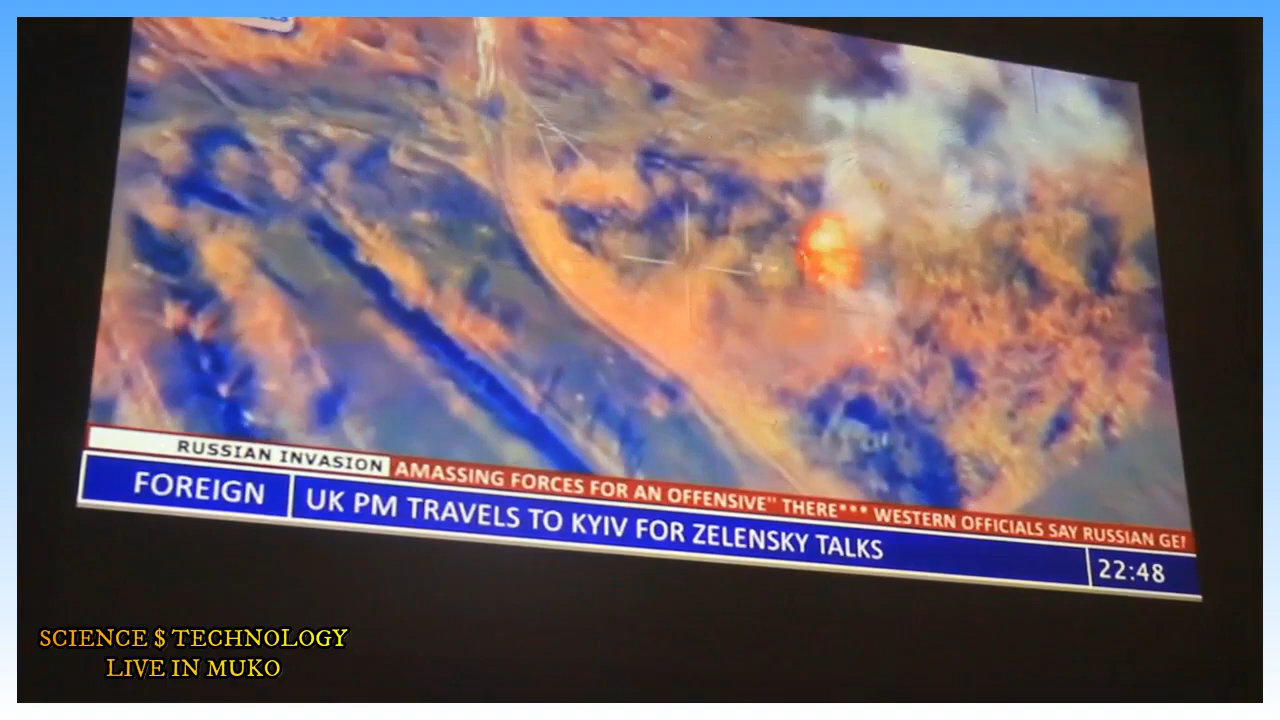 RUSSIAN INVASION
AMASSING FORCES FOR AN OFFENSIVE" THERE*** WESTERN OFFICIALS SAY RUSSIAN GE!
FOREIGN
UK PM TRAVELS TO KYIV FOR ZELENSKY TALKS
22:48
SCIENCE $ TECHNOLOGY
LIVE IN MUKO